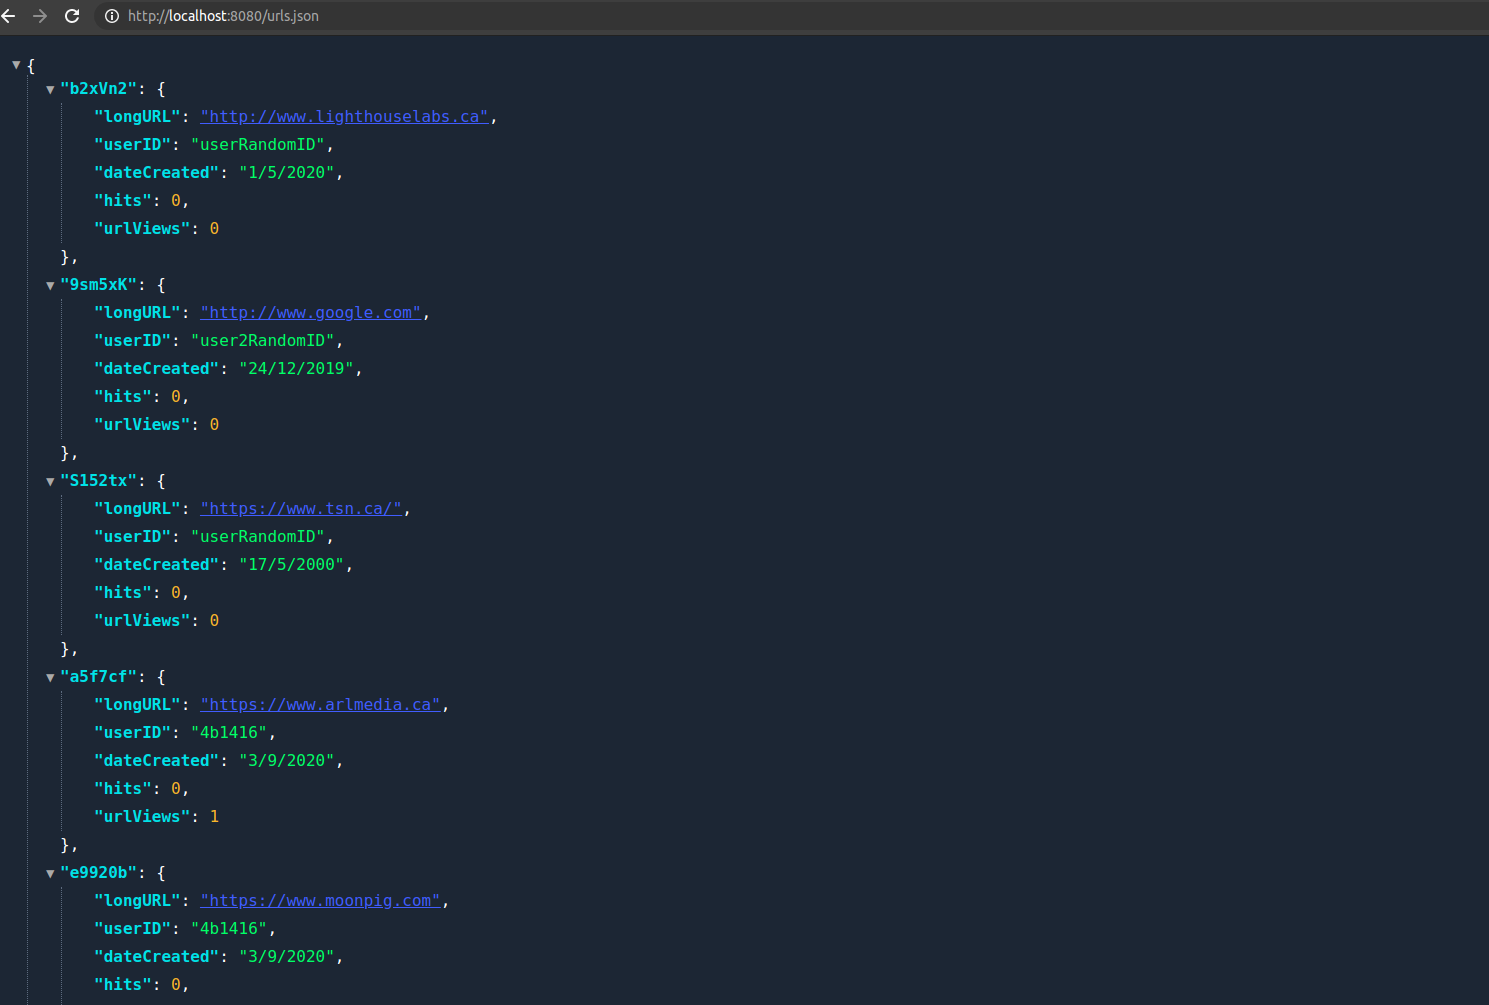 http://localhost:8080/urls.json
{
"b2xVn2": {
"longURL": "http://www.lighthouselabs.ca",
"userID": "userRandomID",
"dateCreated": "1/5/2020",
"hits": 0,
"urlViews": 0
},
"9sm5xK": {
"longURL": "http://www.google.com",
"userID": "user2RandomID",
"dateCreated": "24/12/2019",
"hits": 0,
"urlViews": 0
},
"S152tx": {
"longURL": "https://www.tsn.ca/",
"userID": "userRandomID",
"dateCreated": "17/5/2000",
"hits": 0,
"urlViews": 0
},
"a5f7cf": {
"longURL": "https://www.arlmedia.ca",
"userID": "4b1416",
"dateCreated": "3/9/2020",
"hits": 0,
"urlViews": 1
},
"e9920b": {
"longURL": "https://www.moonpig.com",
"userID": "4b1416",
"dateCreated": "3/9/2020",
"hits": 0,